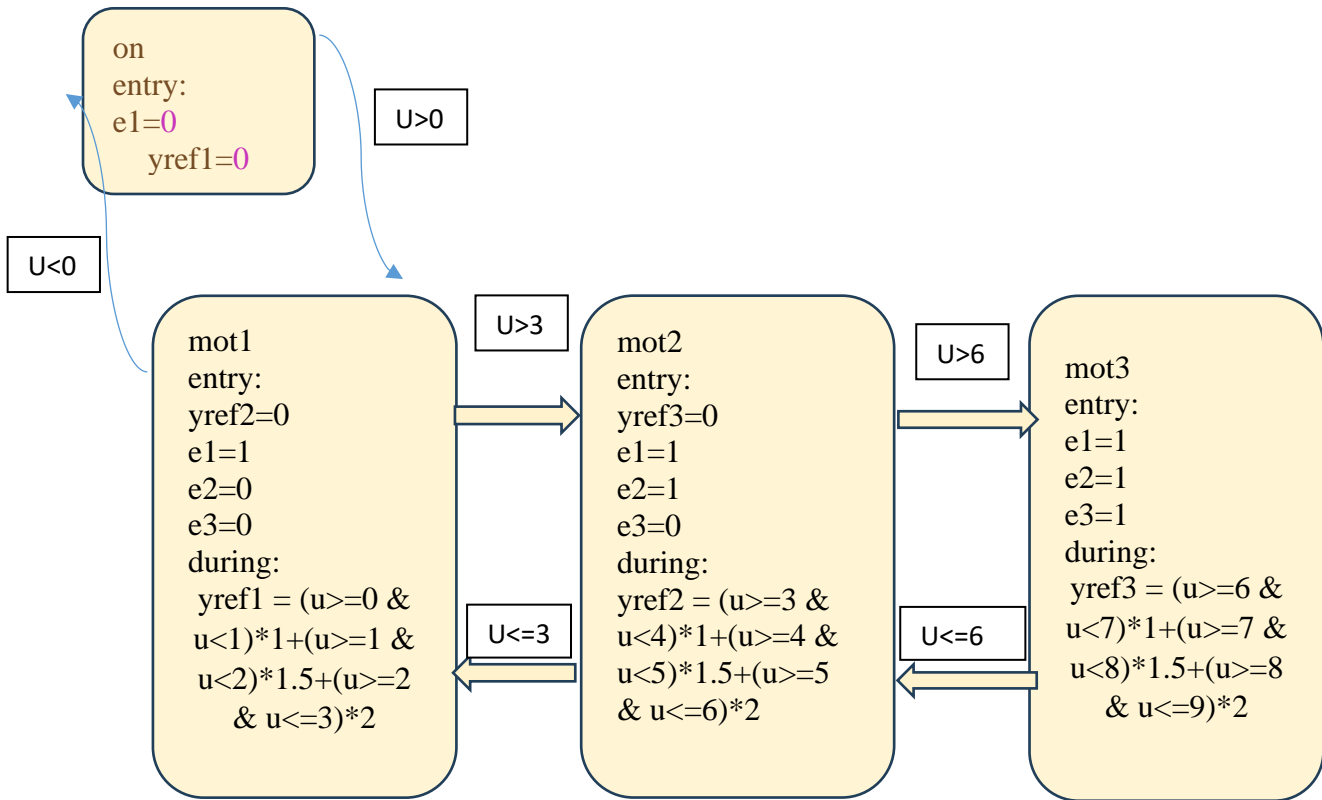 on
entry:
e1=0
yref1=0
U>0
U<0
mot1
entry:
yref2=0
e1=1
e2=0
e3=0
during:
yref1 = (u>=0 &
u<1)*1+(u>=1 &
u<2)*1.5+(u>=2
& u<=3)*2
U>3
U<=3
mot2
entry:
yref3=0
e1=1
e2=1
e3=0
during:
yref2 = (u>=3 &
u<4)*1+(u>=4 &
u<5)*1.5+(u>=5
& u<=6)*2
U>6
U<=6
mot3
entry:
e1=1
e2=1
e3=1
during:
yref3 = (u>=6 &
u<7)*1+(u>=7 &
u<8)*1.5+(u>=8
& u<=9)*2